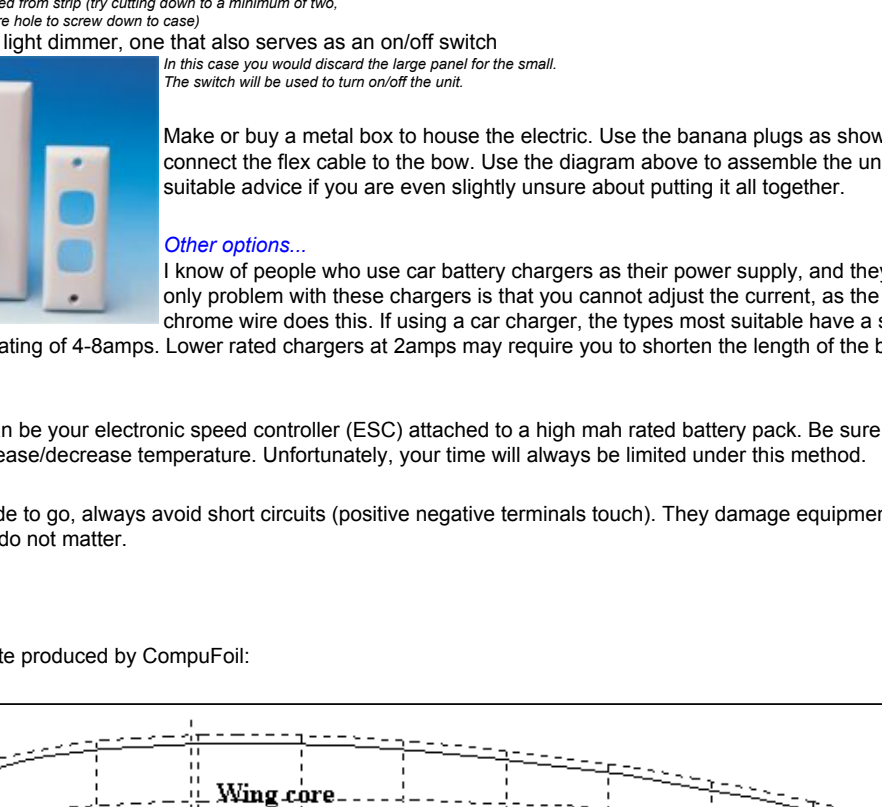 ed from strip (try cutting down to a minimum of two,
re hole to screw down to case)
light dimmer, one that also serves as an on/off switch
In this case you would discard the large panel for the small.
The switch will be used to turn on/off the unit.
Make or buy a metal box to house the electric. Use the banana plugs as show
connect the flex cable to the bow. Use the diagram above to assemble the un
suitable advice if you are even slightly unsure about putting it all together.
Other options...
I know of people who use car battery chargers as their power supply, and they
only problem with these chargers is that you cannot adjust the current, as the
chrome wire does this. If using a car charger, the types most suitable have a s
ating of 4-8amps. Lower rated chargers at 2amps may require you to shorten the length of the b
n be your electronic speed controller (ESC) attached to a high mah rated battery pack. Be sure
ease/decrease temperature. Unfortunately, your time will always be limited under this method.
de to go, always avoid short circuits (positive negative terminals touch). They damage equipmen
do not matter.
te produced by CompuFoil:
Wing core